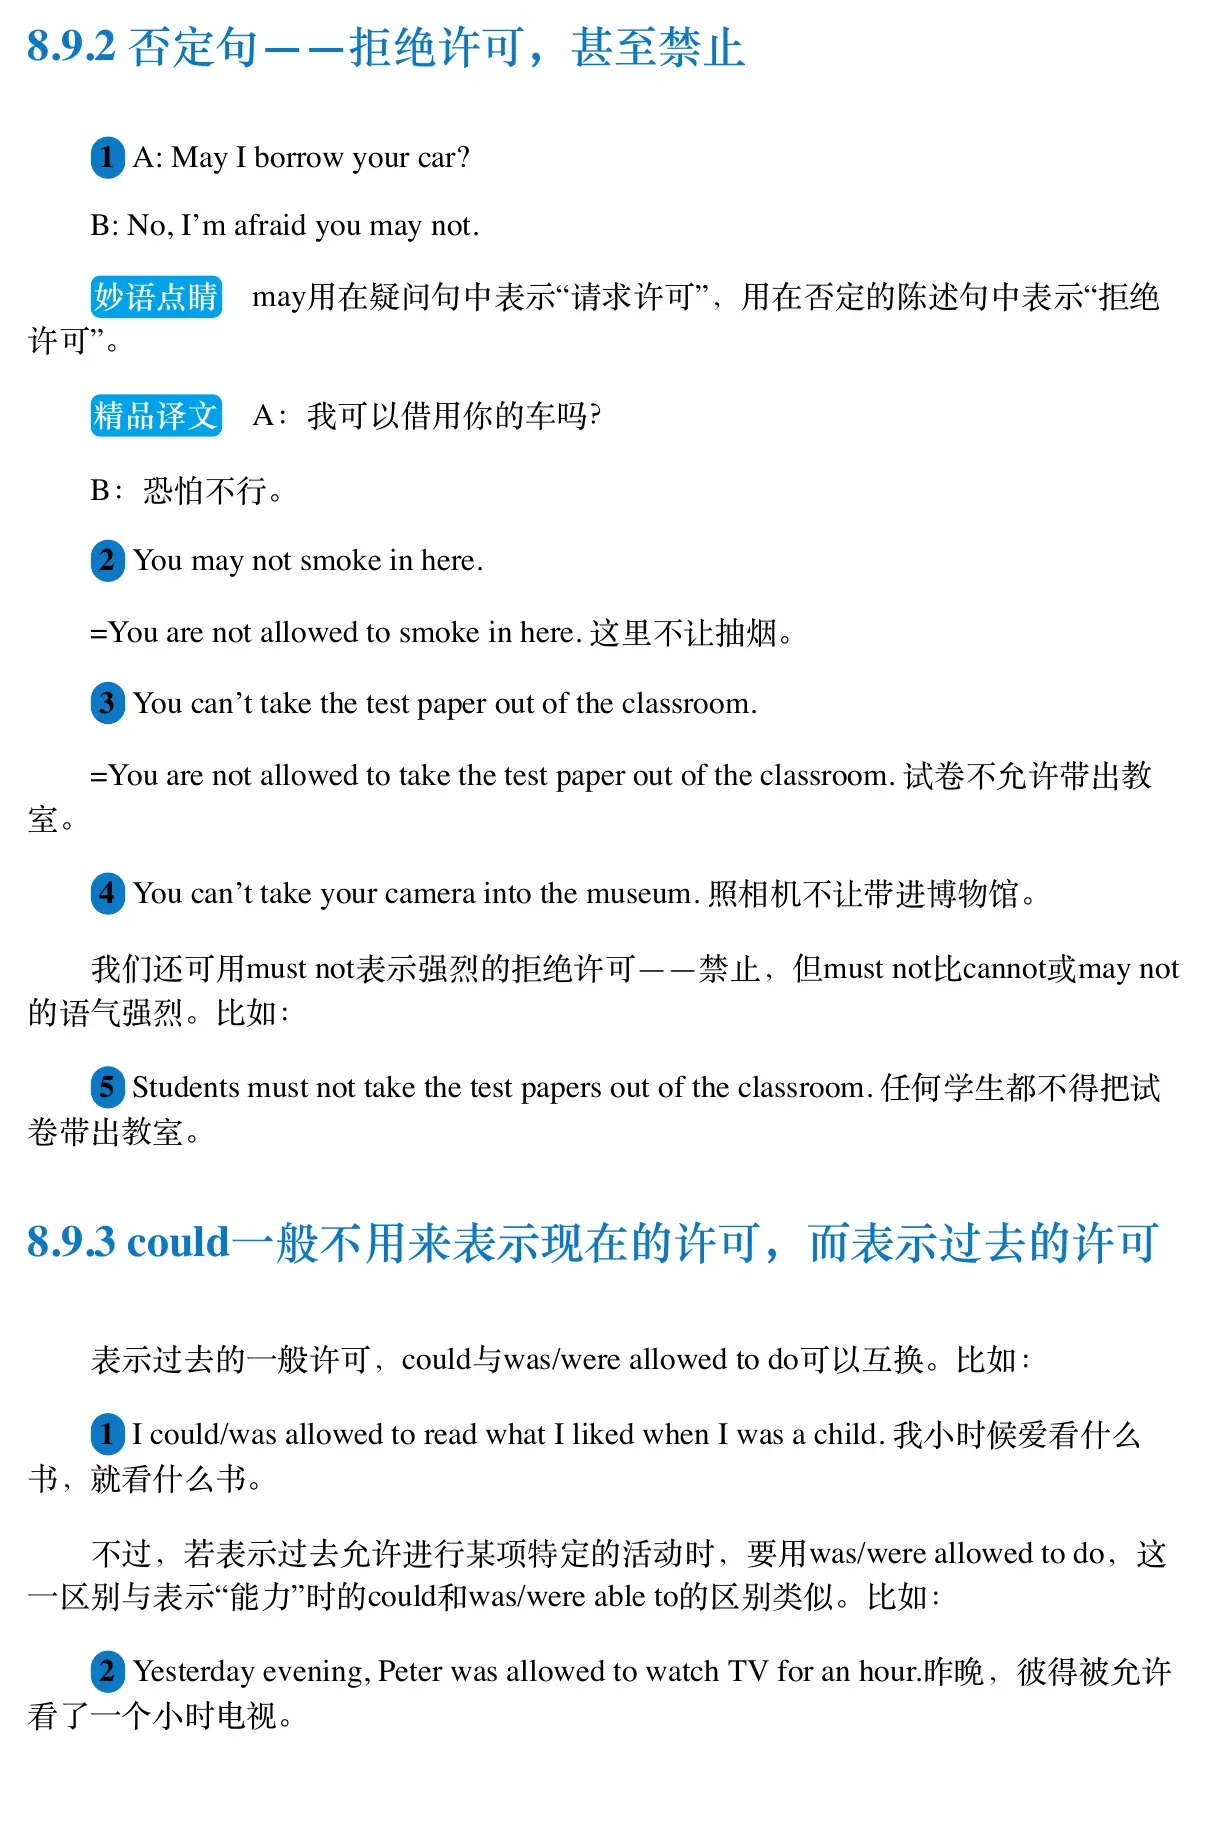 8.9.2 否定句——拒绝许可，甚至禁止
1 A: May I borrow your car?
B: No, I’m afraid you may not.
妙语点睛 may用在疑问句中表示“请求许可”，用在否定的陈述句中表示“拒绝
许可”。
精品译文 A：我可以借用你的车吗？
B：恐怕不行。
2 You may not smoke in here.
=You are not allowed to smoke in here. 这里不让抽烟。
3 You can’t take the test paper out of the classroom.
=You are not allowed to take the test paper out of the classroom. 试卷不允许带出教
室。
4 You can’t take your camera into the museum. 照相机不让带进博物馆。
我们还可用must not表示强烈的拒绝许可——禁止，但must not比cannot或may not
的语气强烈。比如：
5 Students must not take the test papers out of the classroom. 任何学生都不得把试
卷带出教室。
8.9.3 could一般不用来表示现在的许可，而表示过去的许可
表示过去的一般许可，could与was/were allowed to do可以互换。比如：
1 I could/was allowed to read what I liked when I was a child. 我小时候爱看什么
书，就看什么书。
不过，若表示过去允许进行某项特定的活动时，要用was/were allowed to do，这
一区别与表示“能力”时的could和was/were able to的区别类似。比如：
2 Yesterday evening, Peter was allowed to watch TV for an hour.昨晚，彼得被允许
看了一个小时电视。